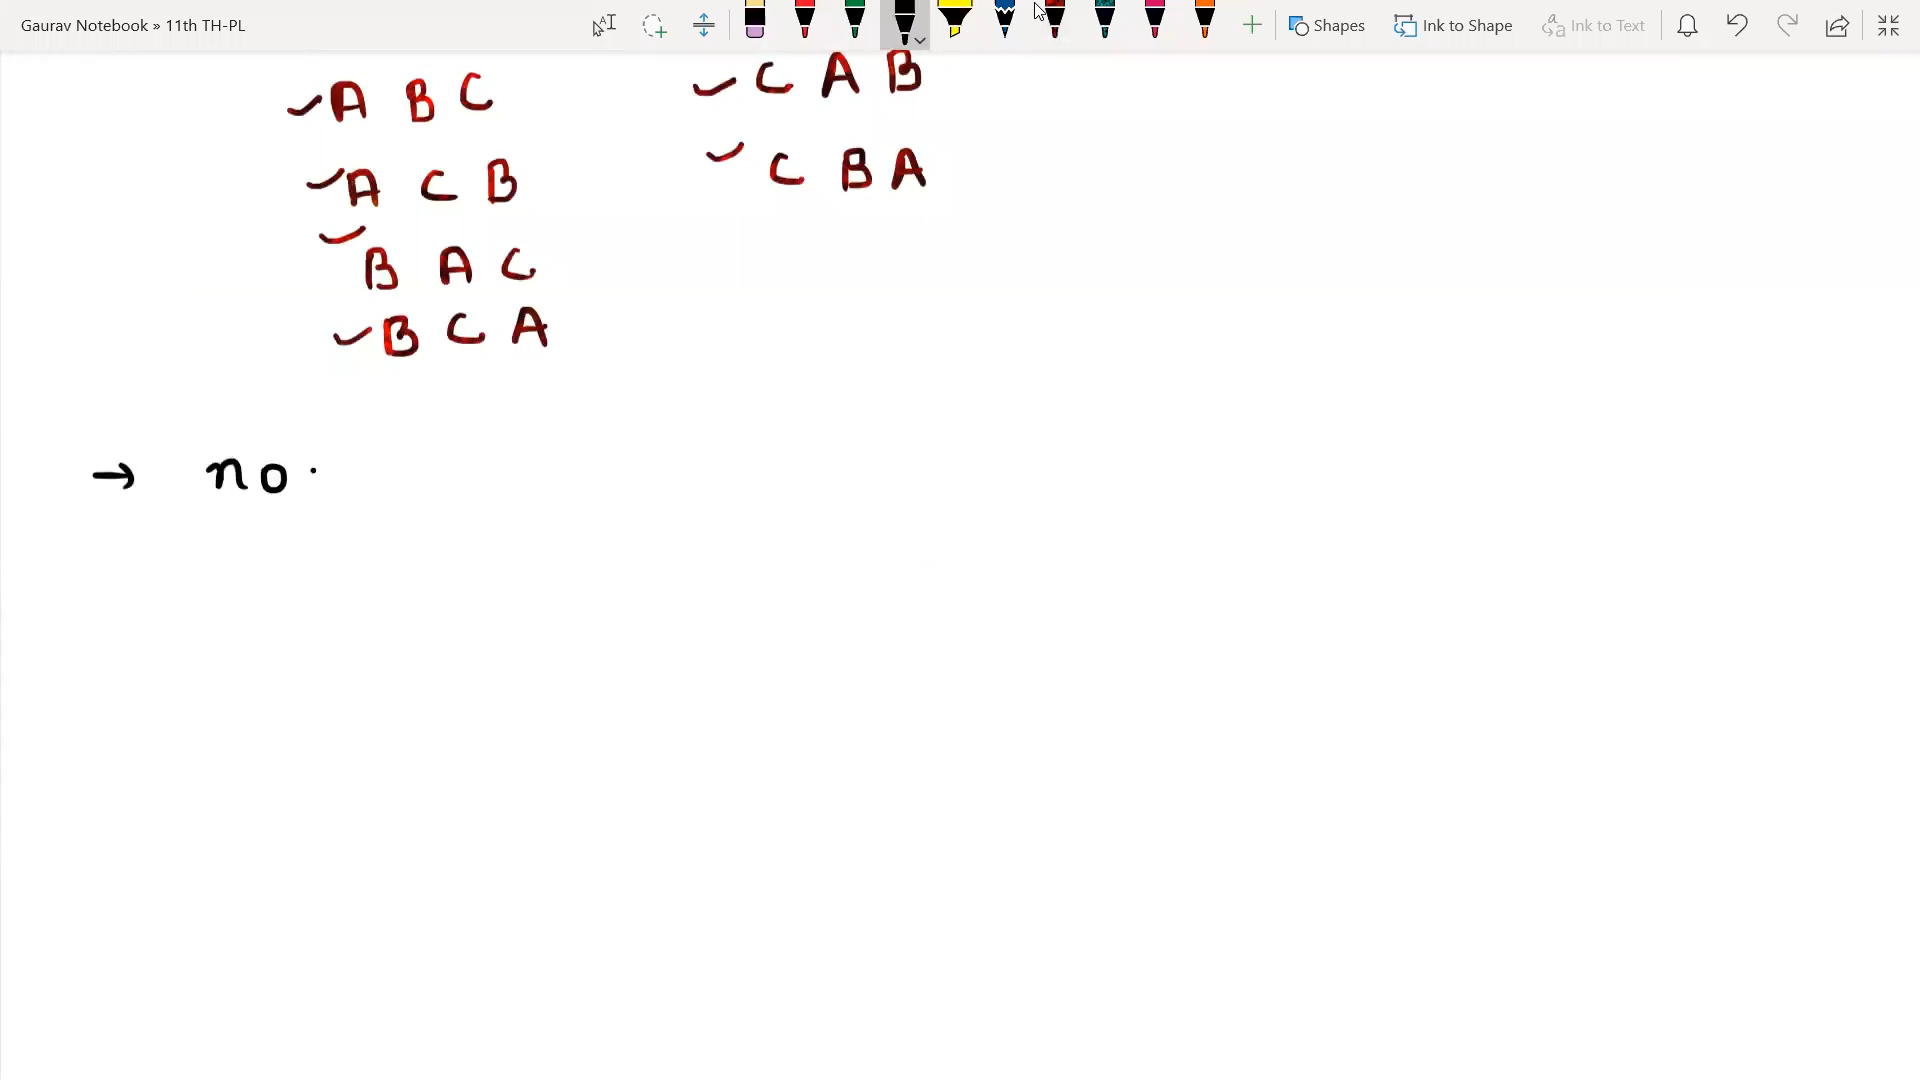 Gaurav Notebook » 11th TH-PL
Shapes
Ink to Shape
Ink to Text
A B C
A C B
B A C
B C A
C A B
C B A
→ no.